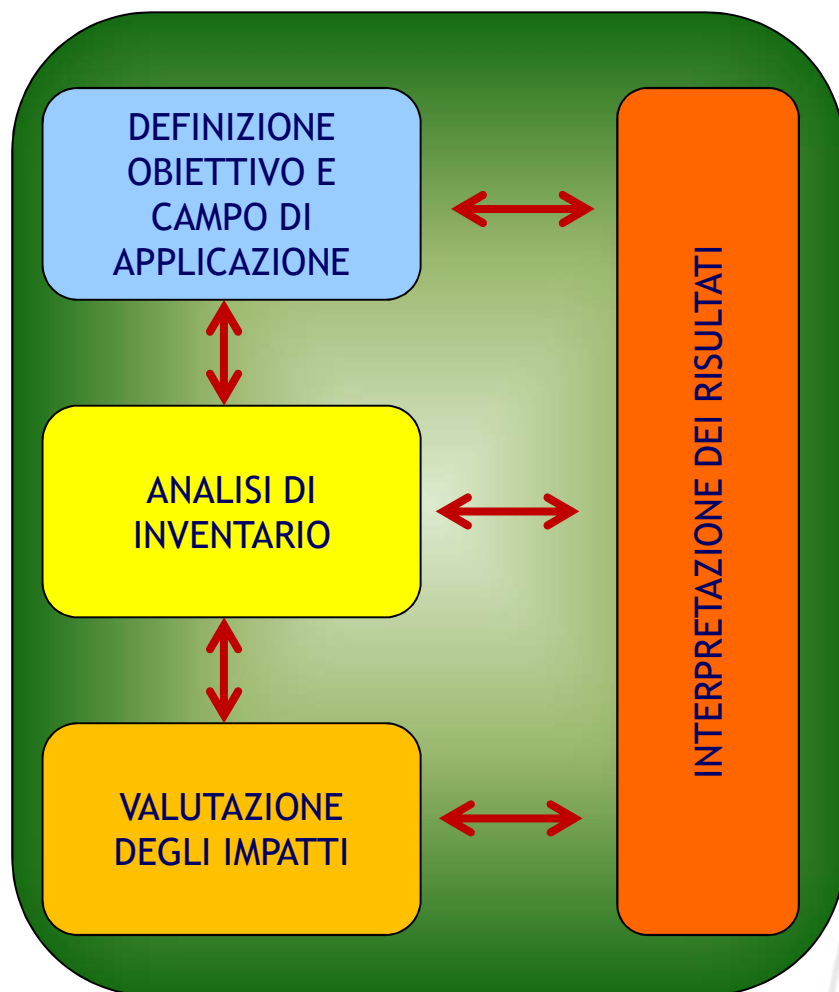 DEFINIZIONE
OBIETTIVO E
CAMPO DI
APPLICAZIONE
ANALISI DI
INVENTARIO
VALUTAZIONE
DEGLI IMPATTI
INTERPRETAZIONE DEI RISULTATI